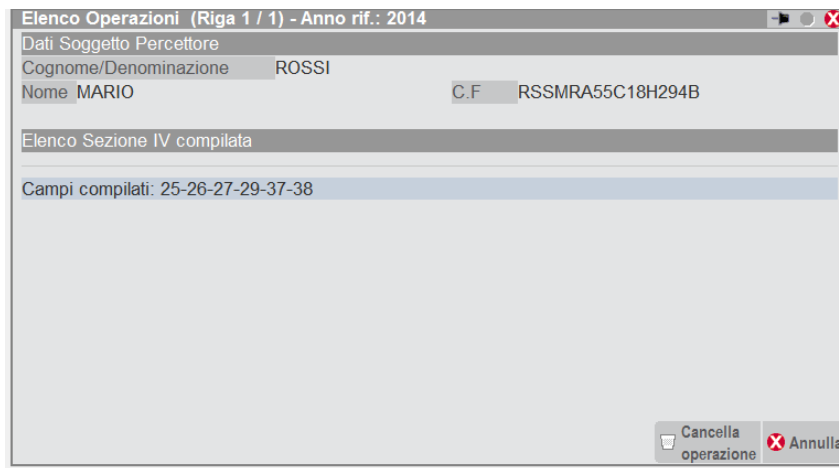 Elenco Operazioni (Riga 1 / 1) - Anno rif.: 2014
Dati Soggetto Percettore
Cognome/Denominazione ROSSI
Nome MARIO C.F RSSMRA55C18H294B
Elenco Sezione IV compilata
Campi compilati: 25-26-27-29-37-38
Cancella operazione
Annulla